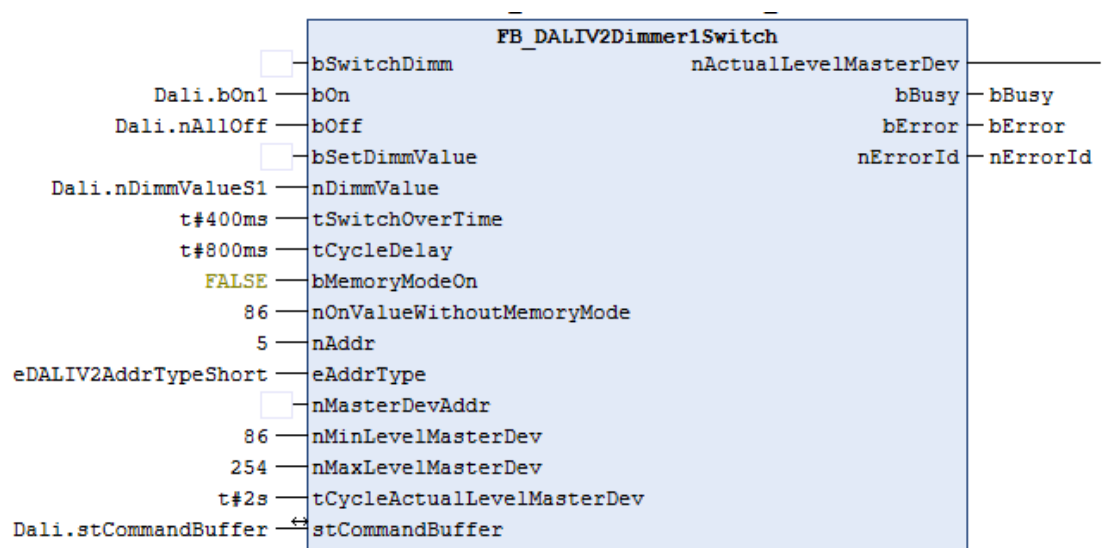 FB_DALIV2Dimmer1Switch
bSwitchDimm nActualLevelMasterDev
Dali.bOn1 bOn bBusy bBusy
Dali.nAllOff bOff bError bError
bSetDimmValue nErrorId nErrorId
Dali.nDimmValueS1 nDimmValue
t#400ms tSwitchOverTime
t#800ms tCycleDelay
FALSE bMemoryModeOn
86 nOnValueWithoutMemoryMode
5 nAddr
eDALIV2AddrTypeShort eAddrType
nMasterDevAddr
86 nMinLevelMasterDev
254 nMaxLevelMasterDev
t#2s tCycleActualLevelMasterDev
Dali.stCommandBuffer stCommandBuffer